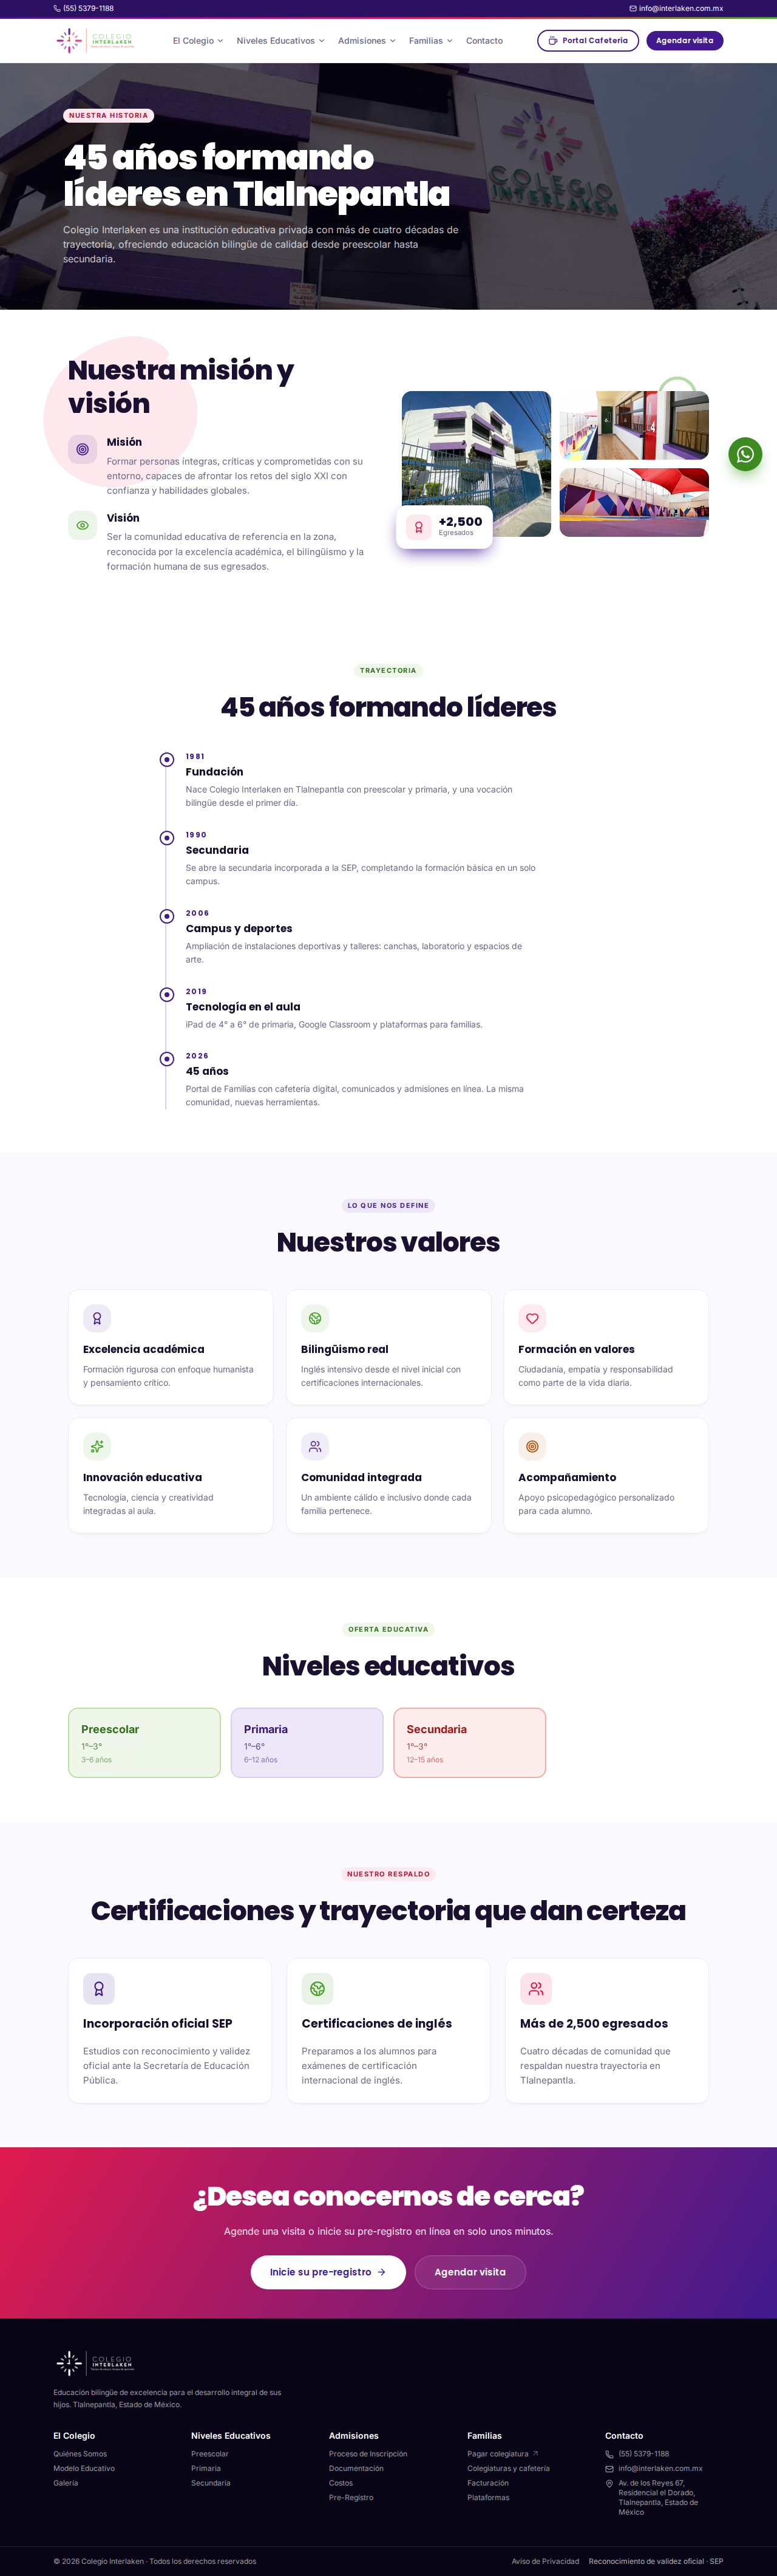 (55) 5379-1188
info@interlaken.com.mx
COLEGIO
INTERLAKEN
El Colegio
Niveles Educativos
Admisiones
Familias
Contacto
Portal Cafetería
Agendar visita
NUESTRA HISTORIA
45 años formando
líderes en Tlalnepantla
Colegio Interlaken es una institución educativa privada con más de cuatro décadas de
trayectoria, ofreciendo educación bilingüe de calidad desde preescolar hasta
secundaria.
COLEGIO
INTERLAKEN
Nuestra misión y
visión
Misión
Formar personas íntegras, críticas y comprometidas con su
entorno, capaces de afrontar los retos del siglo XXI con
confianza y habilidades globales.
Visión
Ser la comunidad educativa de referencia en la zona,
reconocida por la excelencia académica, el bilingüismo y la
formación humana de sus egresados.
+2,500
Egresados
TRAYECTORIA
45 años formando líderes
1981
Fundación
Nace Colegio Interlaken en Tlalnepantla con preescolar y primaria, y una vocación
bilingüe desde el primer día.
1990
Secundaria
Se abre la secundaria incorporada a la SEP, completando la formación básica en un solo
campus.
2006
Campus y deportes
Ampliación de instalaciones deportivas y talleres: canchas, laboratorio y espacios de
arte.
2019
Tecnología en el aula
iPad de 4° a 6° de primaria, Google Classroom y plataformas para familias.
2026
45 años
Portal de Familias con cafetería digital, comunicados y admisiones en línea. La misma
comunidad, nuevas herramientas.
LO QUE NOS DEFINE
Nuestros valores
Excelencia académica
Formación rigurosa con enfoque humanista
y pensamiento crítico.
Bilingüismo real
Inglés intensivo desde el nivel inicial con
certificaciones internacionales.
Formación en valores
Ciudadanía, empatía y responsabilidad
como parte de la vida diaria.
Innovación educativa
Tecnología, ciencia y creatividad
integradas al aula.
Comunidad integrada
Un ambiente cálido e inclusivo donde cada
familia pertenece.
Acompañamiento
Apoyo psicopedagógico personalizado
para cada alumno.
OFERTA EDUCATIVA
Niveles educativos
Preescolar
1°–3°
3–6 años
Primaria
1°–6°
6–12 años
Secundaria
1°–3°
12–15 años
NUESTRO RESPALDO
Certificaciones y trayectoria que dan certeza
Incorporación oficial SEP
Estudios con reconocimiento y validez
oficial ante la Secretaría de Educación
Pública.
Certificaciones de inglés
Preparamos a los alumnos para
exámenes de certificación
internacional de inglés.
Más de 2,500 egresados
Cuatro décadas de comunidad que
respaldan nuestra trayectoria en
Tlalnepantla.
¿Desea conocernos de cerca?
Agende una visita o inicie su pre-registro en línea en solo unos minutos.
Inicie su pre-registro
Agendar visita
COLEGIO
INTERLAKEN
Educación bilingüe de excelencia para el desarrollo integral de sus
hijos. Tlalnepantla, Estado de México.
El Colegio
Quiénes Somos
Modelo Educativo
Galería
Niveles Educativos
Preescolar
Primaria
Secundaria
Admisiones
Proceso de Inscripción
Documentación
Costos
Pre-Registro
Familias
Pagar colegiatura
Colegiaturas y cafetería
Facturación
Plataformas
Contacto
(55) 5379-1188
info@interlaken.com.mx
Av. de los Reyes 67,
Residencial el Dorado,
Tlalnepantla, Estado de
México
© 2026 Colegio Interlaken · Todos los derechos reservados
Aviso de Privacidad
Reconocimiento de validez oficial · SEP